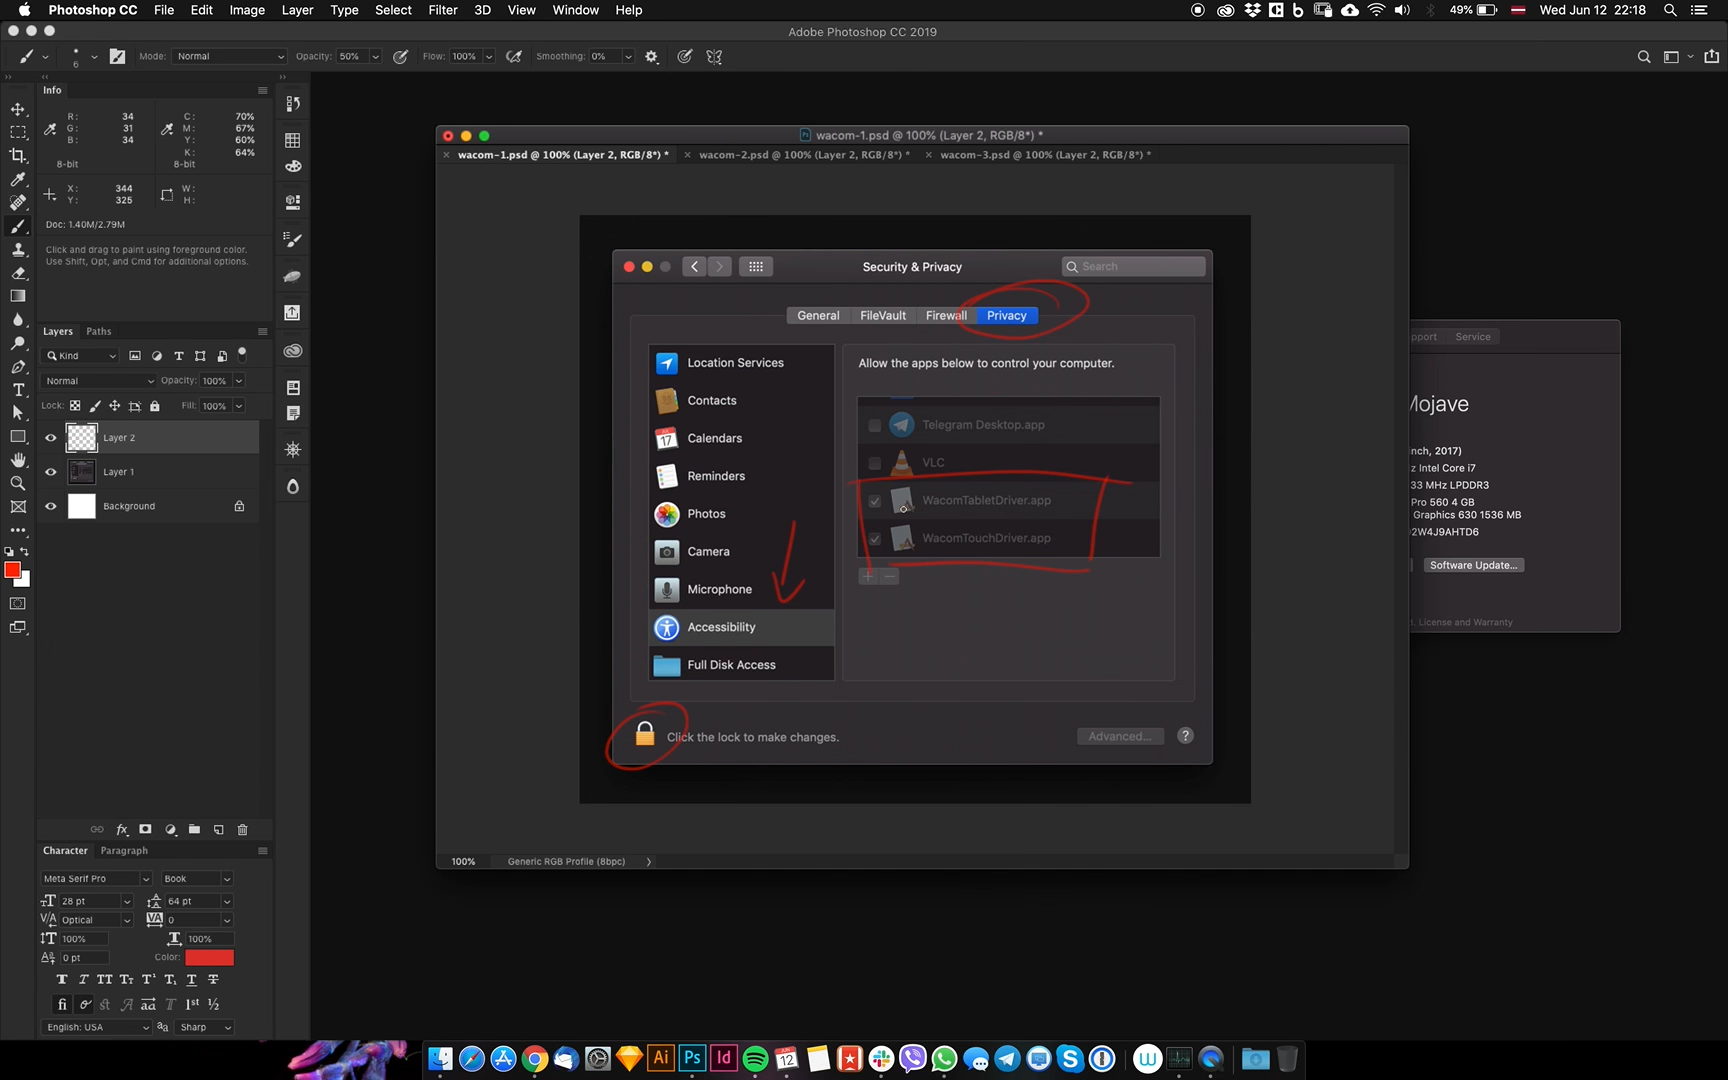 Photoshop CC File Edit Image Layer Type Select Filter 3D View Window Help 49% Wed Jun 12 22:18
Adobe Photoshop CC 2019
6 Mode: Normal Opacity: 50% Flow: 100% Smoothing: 0%
Info
R: 34 C: 70%
G: 31 M: 67%
B: 34 Y: 60%
K: 64%
8-bit 8-bit
X: 344 W:
Y: 325 H:
Doc: 1.40M/2.79M
Click and drag to paint using foreground color.
Use Shift, Opt, and Cmd for additional options.
Layers Paths
Kind
Normal Opacity: 100%
Lock: Fill: 100%
Layer 2
Layer 1
Background
Character Paragraph
Meta Serif Pro Book
28 pt 64 pt
Optical 0
100% 100%
0 pt Color:
English: USA Sharp
wacom-1.psd @ 100% (Layer 2, RGB/8*) *
wacom-1.psd @ 100% (Layer 2, RGB/8*) * wacom-2.psd @ 100% (Layer 2, RGB/8*) * wacom-3.psd @ 100% (Layer 2, RGB/8*) *
Security & Privacy
Search
General FileVault Firewall Privacy
Location Services
Contacts
Calendars
Reminders
Photos
Camera
Microphone
Accessibility
Full Disk Access
Allow the apps below to control your computer.
Telegram Desktop.app
VLC
WacomTabletDriver.app
WacomTouchDriver.app
Click the lock to make changes.
Advanced... ?
100% Generic RGB Profile (8bpc)
pport Service
Mojave
nch, 2017)
z Intel Core i7
33 MHz LPDDR3
Pro 560 4 GB
Graphics 630 1536 MB
2W4J9AHTD6
Software Update...
d. License and Warranty